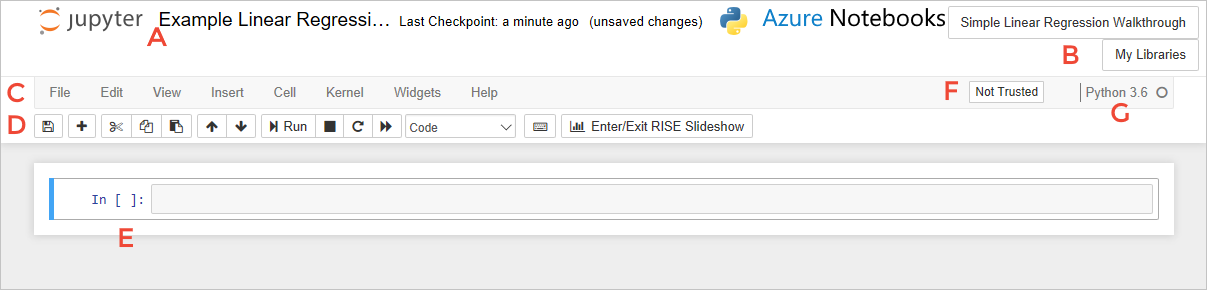 jupyter Example Linear Regressi... Last Checkpoint: a minute ago (unsaved changes) Azure Notebooks Simple Linear Regression Walkthrough
A
B My Libraries
C File Edit View Insert Cell Kernel Widgets Help F Not Trusted Python 3.6
G
D Run Code Enter/Exit RISE Slideshow
In [ ]:
E